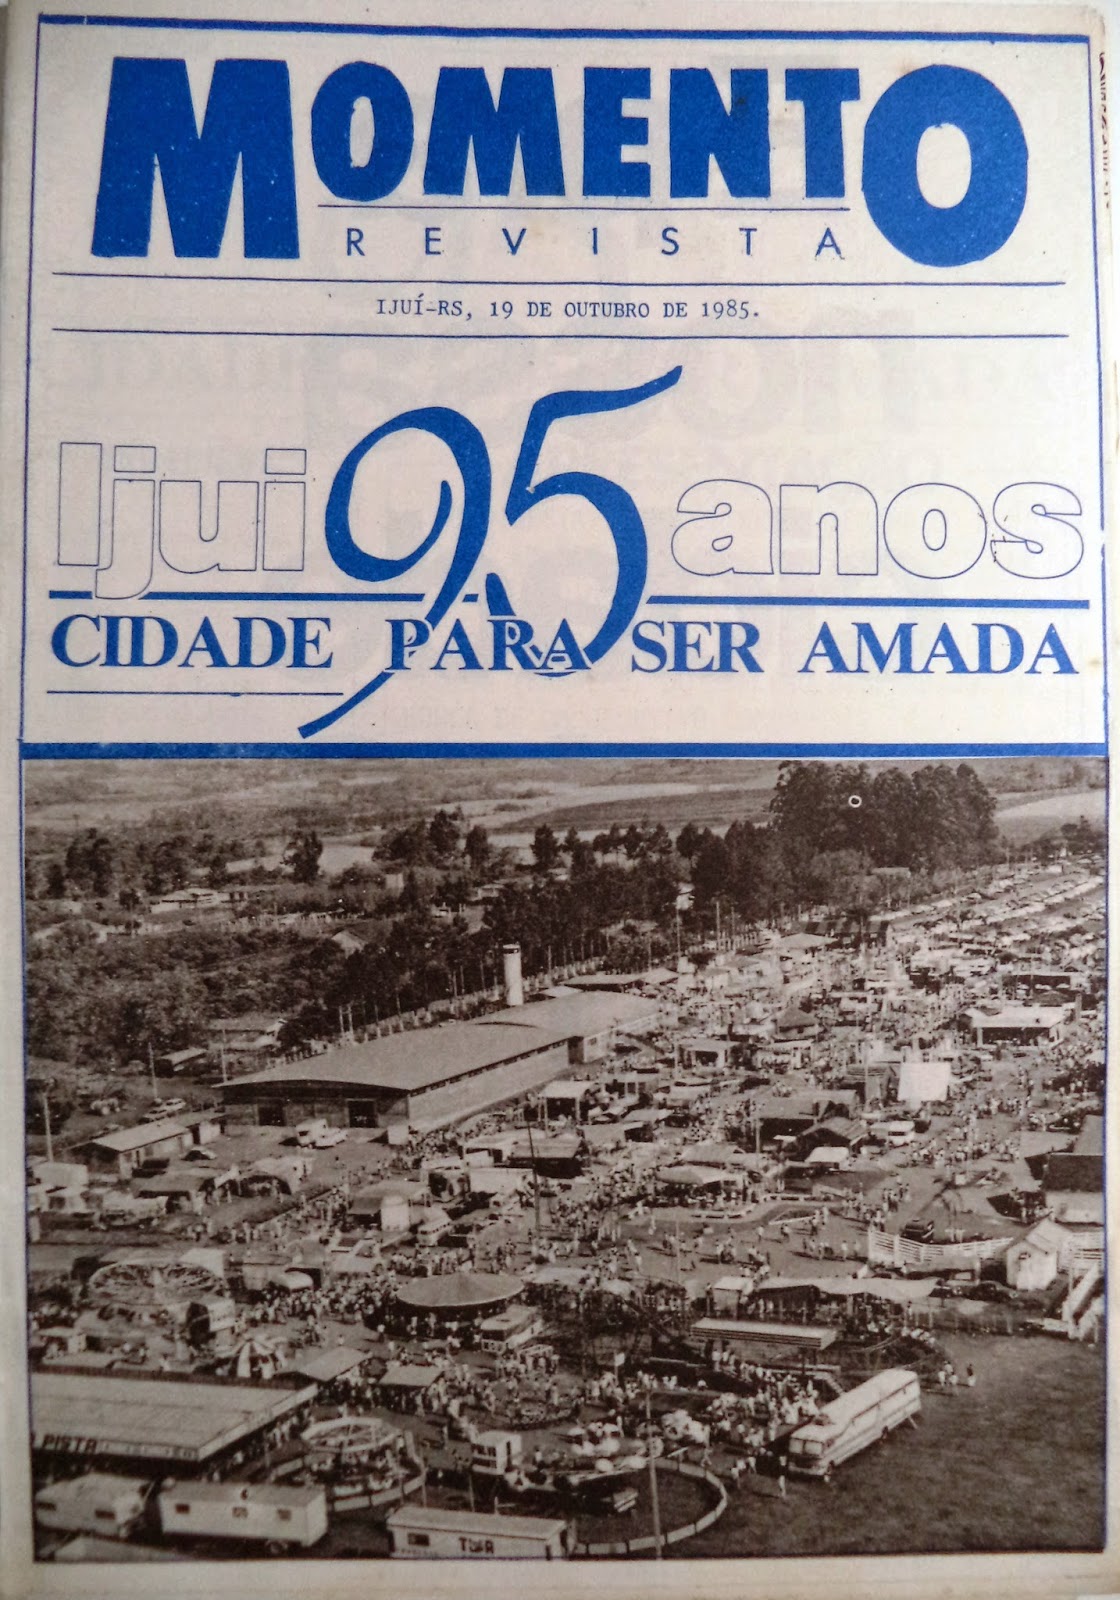 MOMENTO
REVISTA
IJUÍ-RS, 19 DE OUTUBRO DE 1985.
Ijui 95 anos
CIDADE PARA SER AMADA
PISTA